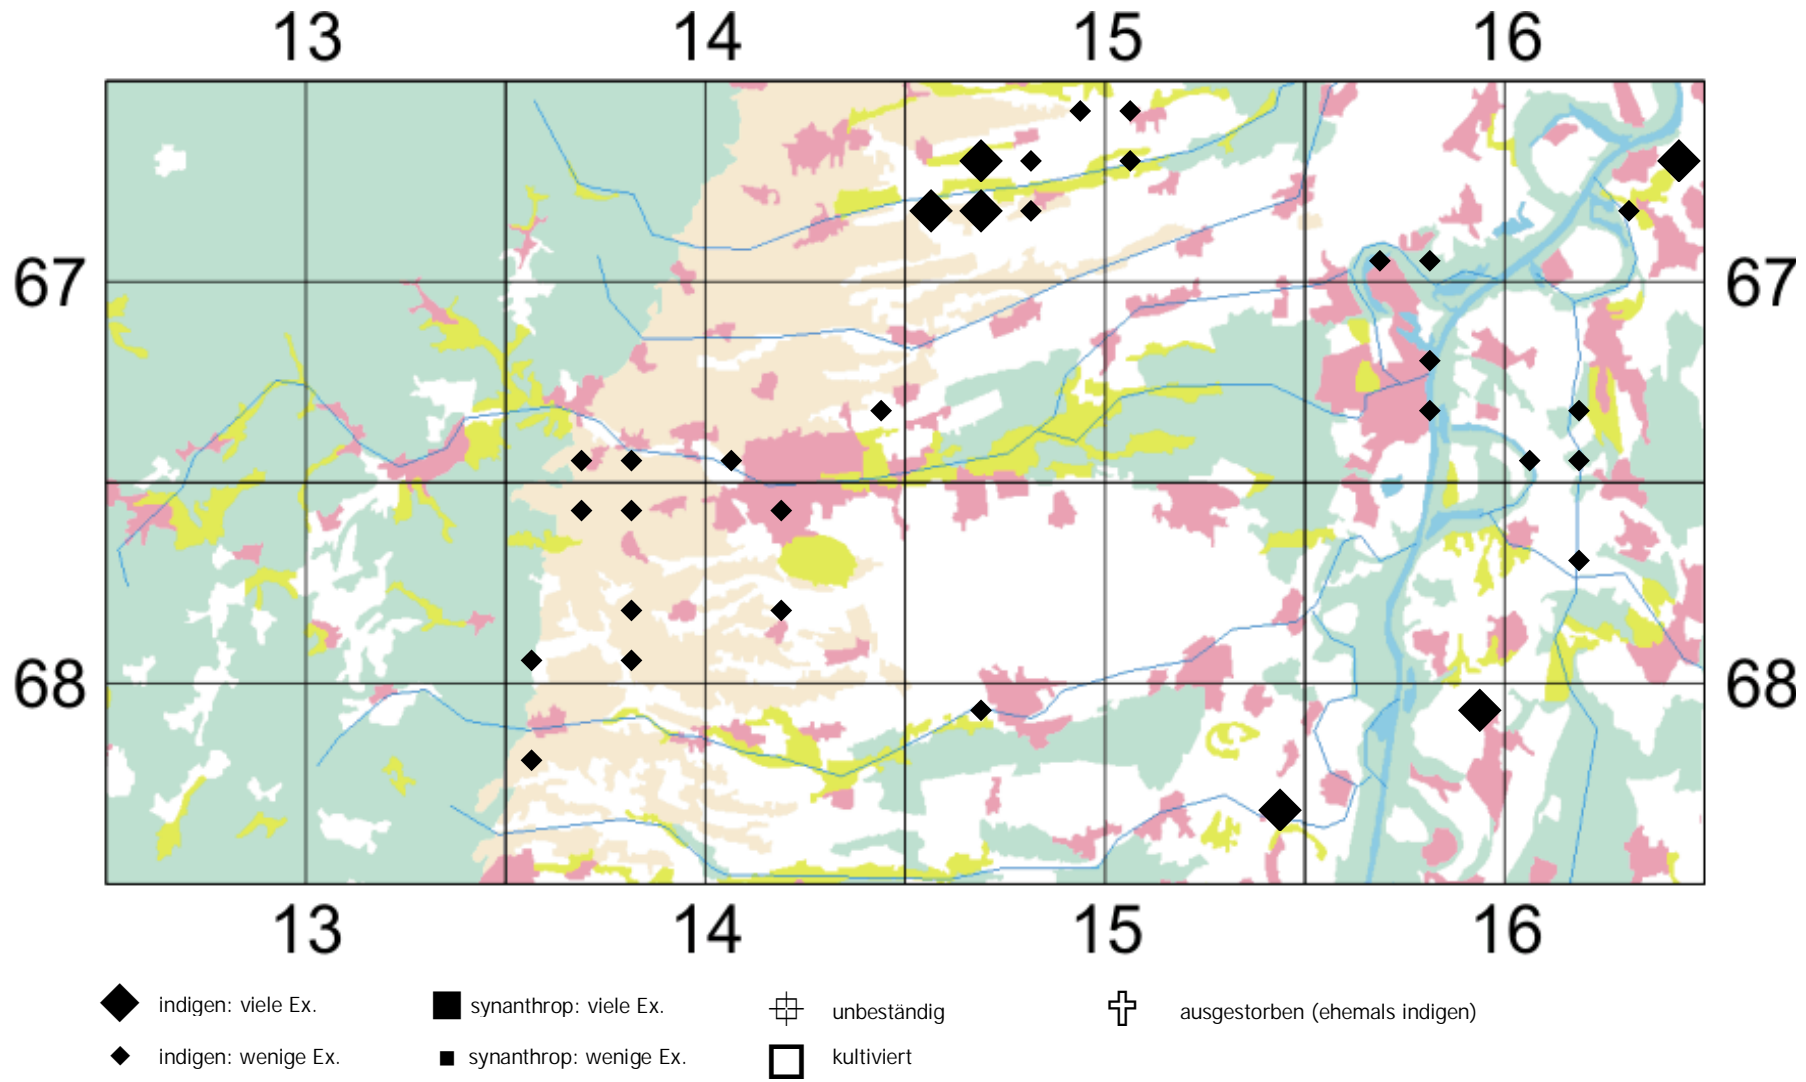 13 14 15 16
67 67
68 68
13 14 15 16
indigen: viele Ex. synanthrop: viele Ex. unbeständig ausgestorben (ehemals indigen)
indigen: wenige Ex. synanthrop: wenige Ex. kultiviert